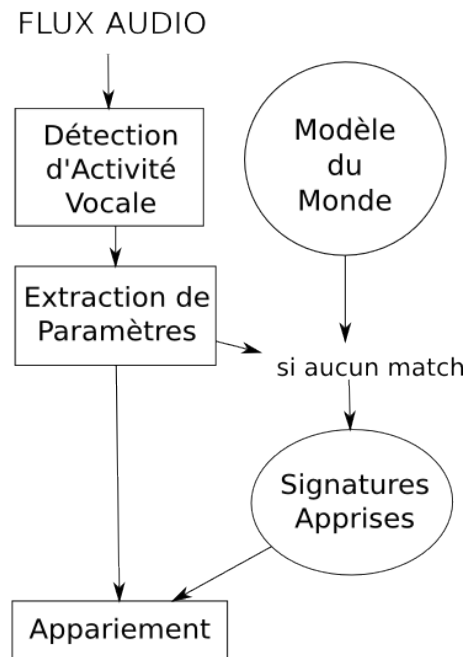 FLUX AUDIO
Détection
d'Activité
Vocale
Modèle
du
Monde
Extraction de
Paramètres
si aucun match
Signatures
Apprises
Appariement